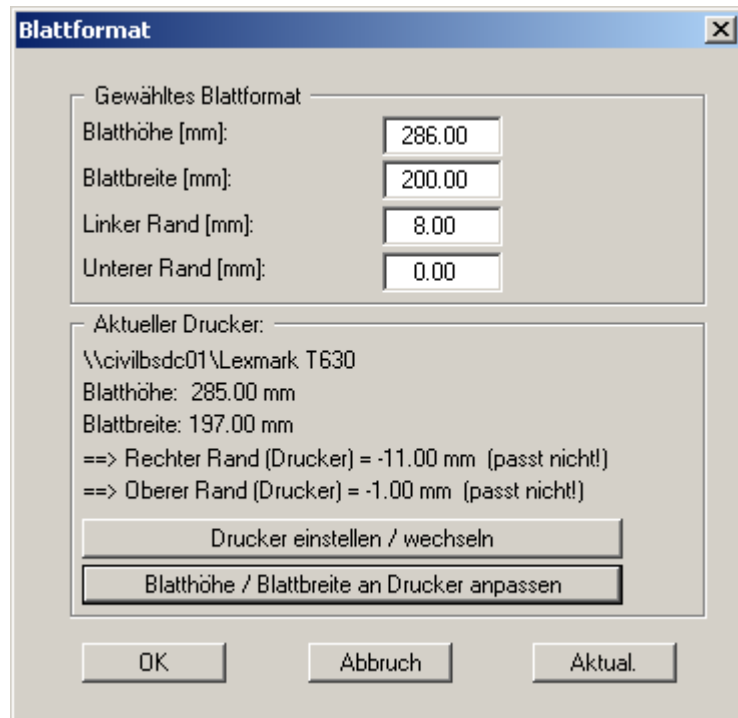 Blattformat
Gewähltes Blattformat
Blatthöhe [mm]: 286.00
Blattbreite [mm]: 200.00
Linker Rand [mm]: 8.00
Unterer Rand [mm]: 0.00
Aktueller Drucker:
\\civilbsdc01\Lexmark T630
Blatthöhe: 285.00 mm
Blattbreite: 197.00 mm
==> Rechter Rand (Drucker) = -11.00 mm (passt nicht!)
==> Oberer Rand (Drucker) = -1.00 mm (passt nicht!)
Drucker einstellen / wechseln
Blatthöhe / Blattbreite an Drucker anpassen
OK Abbruch Aktual.